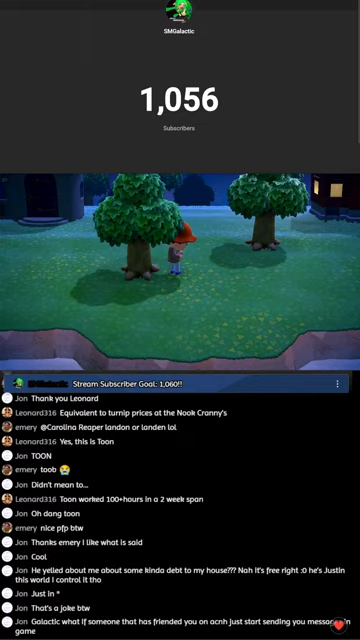 SMGalactic
1,056
Subscribers
SMGalactic Stream Subscriber Goal: 1,060!!
Jon Thank you Leonard
Leonard316 Equivalent to turnip prices at the Nook Cranny's
emery @Carolina Reaper landon or landen lol
Leonard316 Yes, this is Toon
Jon TOON
emery toob 😭
Jon Didn't mean to...
Leonard316 Toon worked 100+hours in a 2 week span
Jon Oh dang toon
emery nice pfp btw
Jon Thanks emery I like what is said
Jon Cool
Jon He yelled about me about some kinda debt to my house??? Nah it's free right :0 he's Justin
this world I control it tho
Jon Just in *
Jon That's a joke btw
Jon Galactic what if someone that has friended you on acnh just start sending you messages in
game